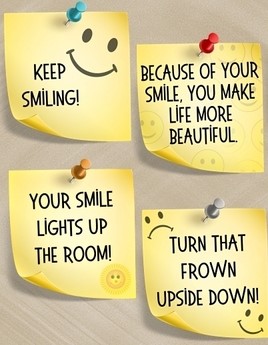 KEEP
SMILING!
BECAUSE OF YOUR
SMILE, YOU MAKE
LIFE MORE
BEAUTIFUL.
YOUR SMILE
LIGHTS UP
THE ROOM!
TURN THAT
FROWN
UPSIDE DOWN!